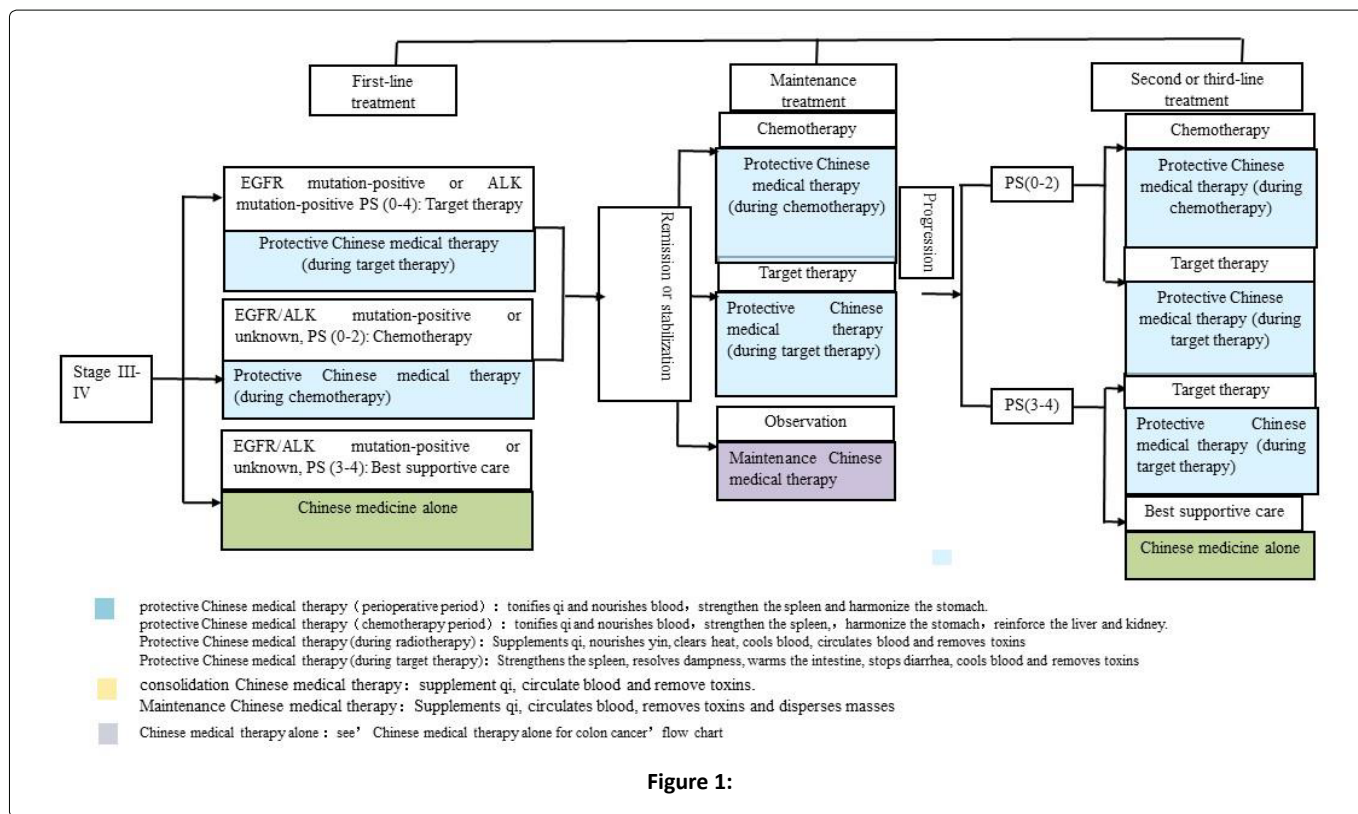 First-line
treatment
Maintenance
treatment
Second or third-line
treatment
Stage III-
IV
EGFR mutation-positive or ALK
mutation-positive PS (0-4): Target therapy
Protective Chinese medical therapy
(during target therapy)
EGFR/ALK mutation-positive or
unknown, PS (0-2): Chemotherapy
Protective Chinese medical therapy
(during chemotherapy)
EGFR/ALK mutation-positive or
unknown, PS (3-4): Best supportive care
Chinese medicine alone
Remission or stabilization
Chemotherapy
Protective Chinese
medical therapy
(during chemotherapy)
Target therapy
Protective Chinese
medical therapy
(during target therapy)
Observation
Maintenance Chinese
medical therapy
Progression
PS(0-2)
PS(3-4)
Chemotherapy
Protective Chinese
medical therapy (during
chemotherapy)
Target therapy
Protective Chinese
medical therapy (during
target therapy)
Target therapy
Protective Chinese
medical therapy (during
target therapy)
Best supportive care
Chinese medicine alone
protective Chinese medical therapy（perioperative period）：tonifies qi and nourishes blood，strengthen the spleen and harmonize the stomach.
protective Chinese medical therapy（chemotherapy period）：tonifies qi and nourishes blood，strengthen the spleen,，harmonize the stomach，reinforce the liver and kidney.
Protective Chinese medical therapy (during radiotherapy)：Supplements qi, nourishes yin, clears heat, cools blood, circulates blood and removes toxins
Protective Chinese medical therapy (during target therapy)：Strengthens the spleen, resolves dampness, warms the intestine, stops diarrhea, cools blood and removes toxins
consolidation Chinese medical therapy：supplement qi, circulate blood and remove toxins.
Maintenance Chinese medical therapy：Supplements qi, circulates blood, removes toxins and disperses masses
Chinese medical therapy alone：see’ Chinese medical therapy alone for colon cancer’ flow chart
Figure 1: